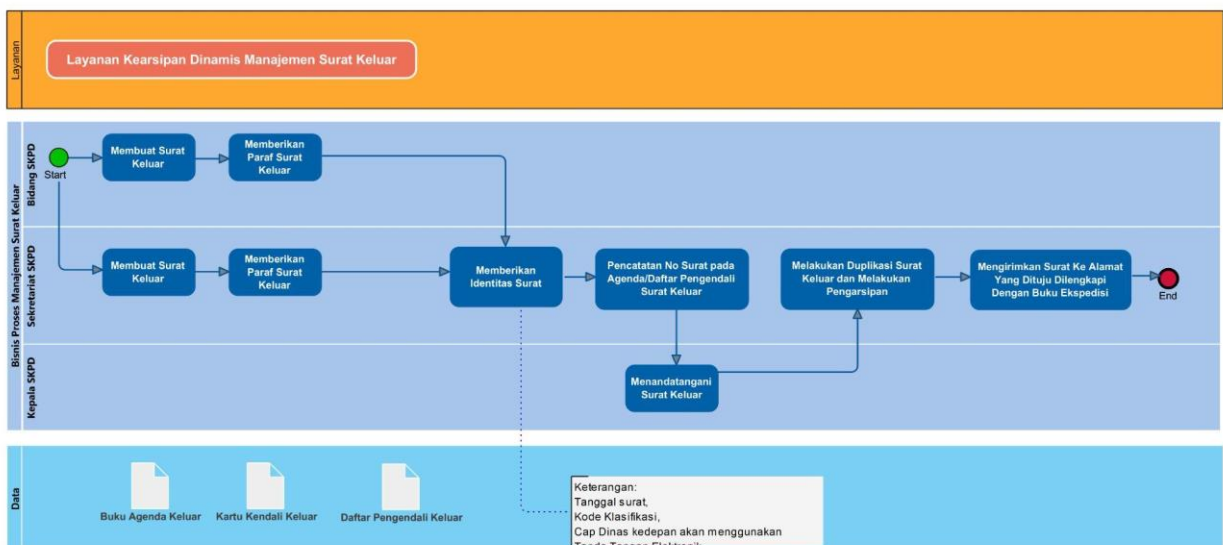 Layanan
Layanan Kearsipan Dinamis Manajemen Surat Keluar
Bisnis Proses Manajemen Surat Keluar
Bidang SKPD
Start
Membuat Surat
Keluar
Memberikan
Paraf Surat
Keluar
Sekretariat SKPD
Membuat Surat
Keluar
Memberikan
Paraf Surat
Keluar
Memberikan
Identitas Surat
Pencatatan No Surat pada
Agenda/Daftar Pengendali
Surat Keluar
Melakukan Duplikasi Surat
Keluar dan Melakukan
Pengarsipan
Mengirimkan Surat Ke Alamat
Yang Dituju Dilengkapi
Dengan Buku Ekspedisi
End
Kepala SKPD
Menandatangani
Surat Keluar
Data
Buku Agenda Keluar
Kartu Kendali Keluar
Daftar Pengendali Keluar
Keterangan:
Tanggal surat,
Kode Klasifikasi,
Cap Dinas kedepan akan menggunakan
Tanda Tangan Elektronik